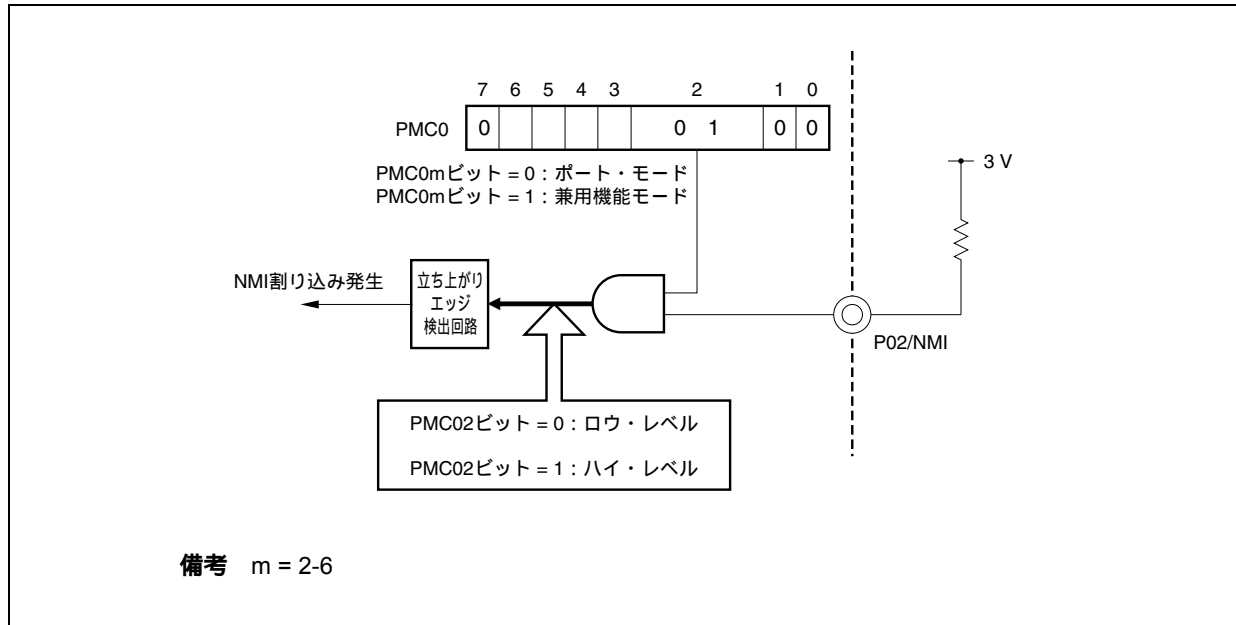 7 6 5 4 3 2 1 0
PMC0 0 0 1 0 0
PMC0mビット = 0 : ポート・モード
PMC0mビット = 1 : 兼用機能モード
3 V
NMI割り込み発生
立ち上がり
エッジ
検出回路
P02/NMI
PMC02ビット = 0 : ロウ・レベル
PMC02ビット = 1 : ハイ・レベル
備考 m = 2-6